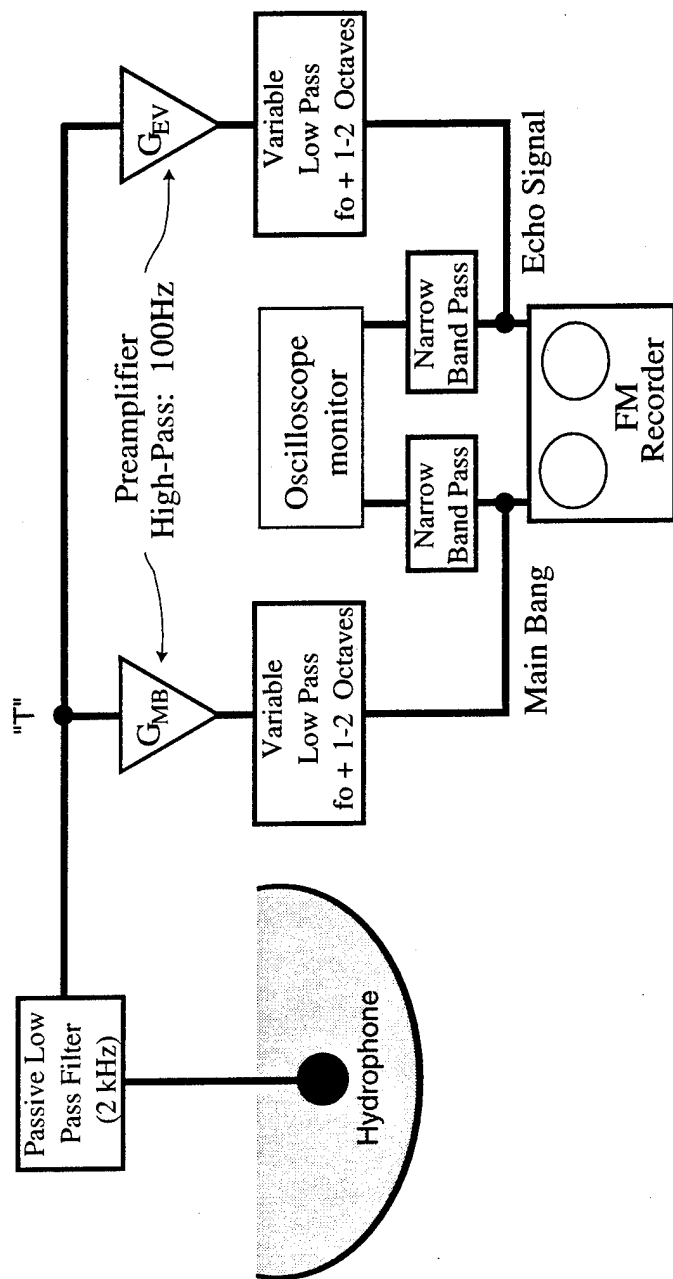 "T"
Passive Low
Pass Filter
(2 kHz)
Hydrophone
G_MB
Preamplifier
High-Pass: 100Hz
G_EV
Variable
Low Pass
fo + 1-2 Octaves
Variable
Low Pass
fo + 1-2 Octaves
Oscilloscope
monitor
Narrow
Band Pass
Narrow
Band Pass
Main Bang
Echo Signal
FM
Recorder